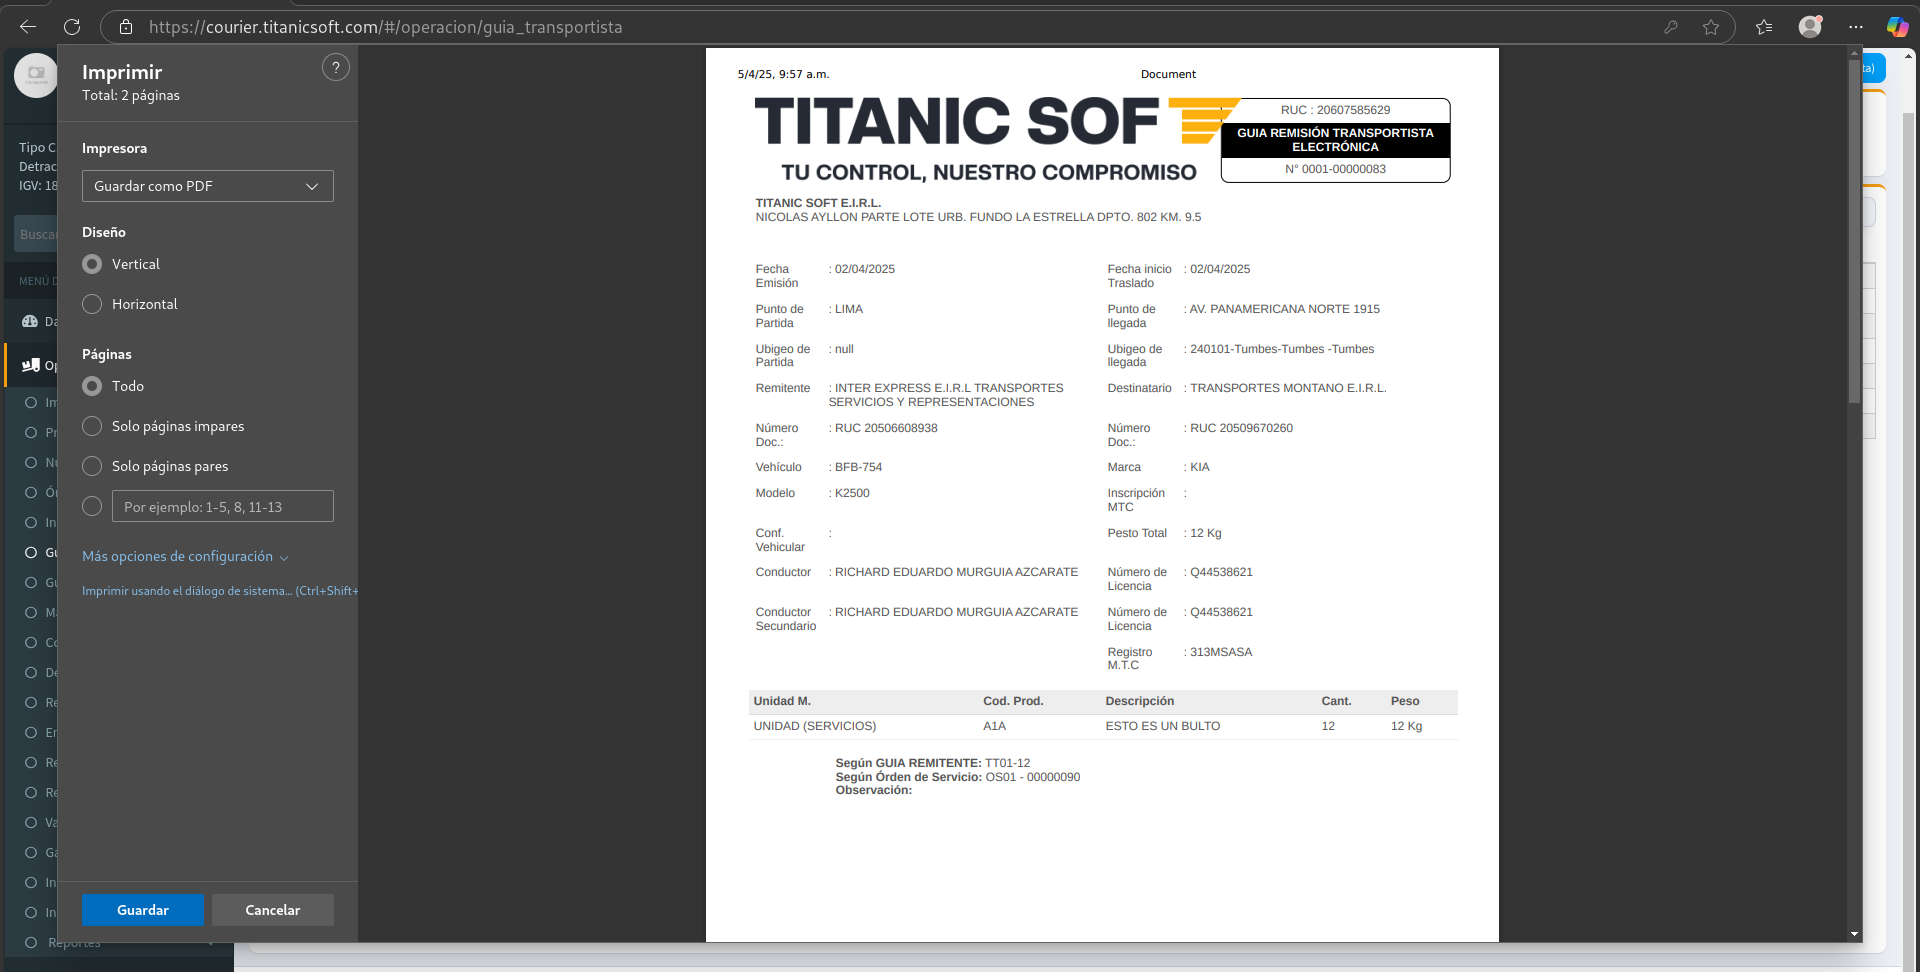 https://courier.titanicsoft.com/#/operacion/guia_transportista
Imprimir
?
Total: 2 páginas
Impresora
Guardar como PDF
Diseño
Vertical
Horizontal
Páginas
Todo
Solo páginas impares
Solo páginas pares
Por ejemplo: 1-5, 8, 11-13
Más opciones de configuración
Imprimir usando el diálogo de sistema... (Ctrl+Shift+
Guardar
Cancelar
Tipo C
Detrac
IGV: 18
Busca
MENÚ D
Da
Op
Im
Pr
Nu
Ór
In
Gu
Gu
Ma
Co
De
Re
En
Re
Re
Va
Ga
In
In
Reportes
ta)
5/4/25, 9:57 a.m.
Document
TITANIC SOF
TU CONTROL, NUESTRO COMPROMISO
RUC : 20607585629
GUIA REMISIÓN TRANSPORTISTA
ELECTRÓNICA
N° 0001-00000083
TITANIC SOFT E.I.R.L.
NICOLAS AYLLON PARTE LOTE URB. FUNDO LA ESTRELLA DPTO. 802 KM. 9.5
Fecha Emisión : 02/04/2025
Fecha inicio Traslado : 02/04/2025
Punto de Partida : LIMA
Punto de llegada : AV. PANAMERICANA NORTE 1915
Ubigeo de Partida : null
Ubigeo de llegada : 240101-Tumbes-Tumbes -Tumbes
Remitente : INTER EXPRESS E.I.R.L TRANSPORTES
SERVICIOS Y REPRESENTACIONES
Destinatario : TRANSPORTES MONTANO E.I.R.L.
Número Doc.: : RUC 20506608938
Número Doc.: : RUC 20509670260
Vehículo : BFB-754
Marca : KIA
Modelo : K2500
Inscripción MTC :
Conf. Vehicular :
Pesto Total : 12 Kg
Conductor : RICHARD EDUARDO MURGUIA AZCARATE
Número de Licencia : Q44538621
Conductor Secundario : RICHARD EDUARDO MURGUIA AZCARATE
Número de Licencia : Q44538621
Registro M.T.C : 313MSASA
Unidad M. Cod. Prod. Descripción Cant. Peso
UNIDAD (SERVICIOS) A1A ESTO ES UN BULTO 12 12 Kg
Según GUIA REMITENTE: TT01-12
Según Órden de Servicio: OS01 - 00000090
Observación: